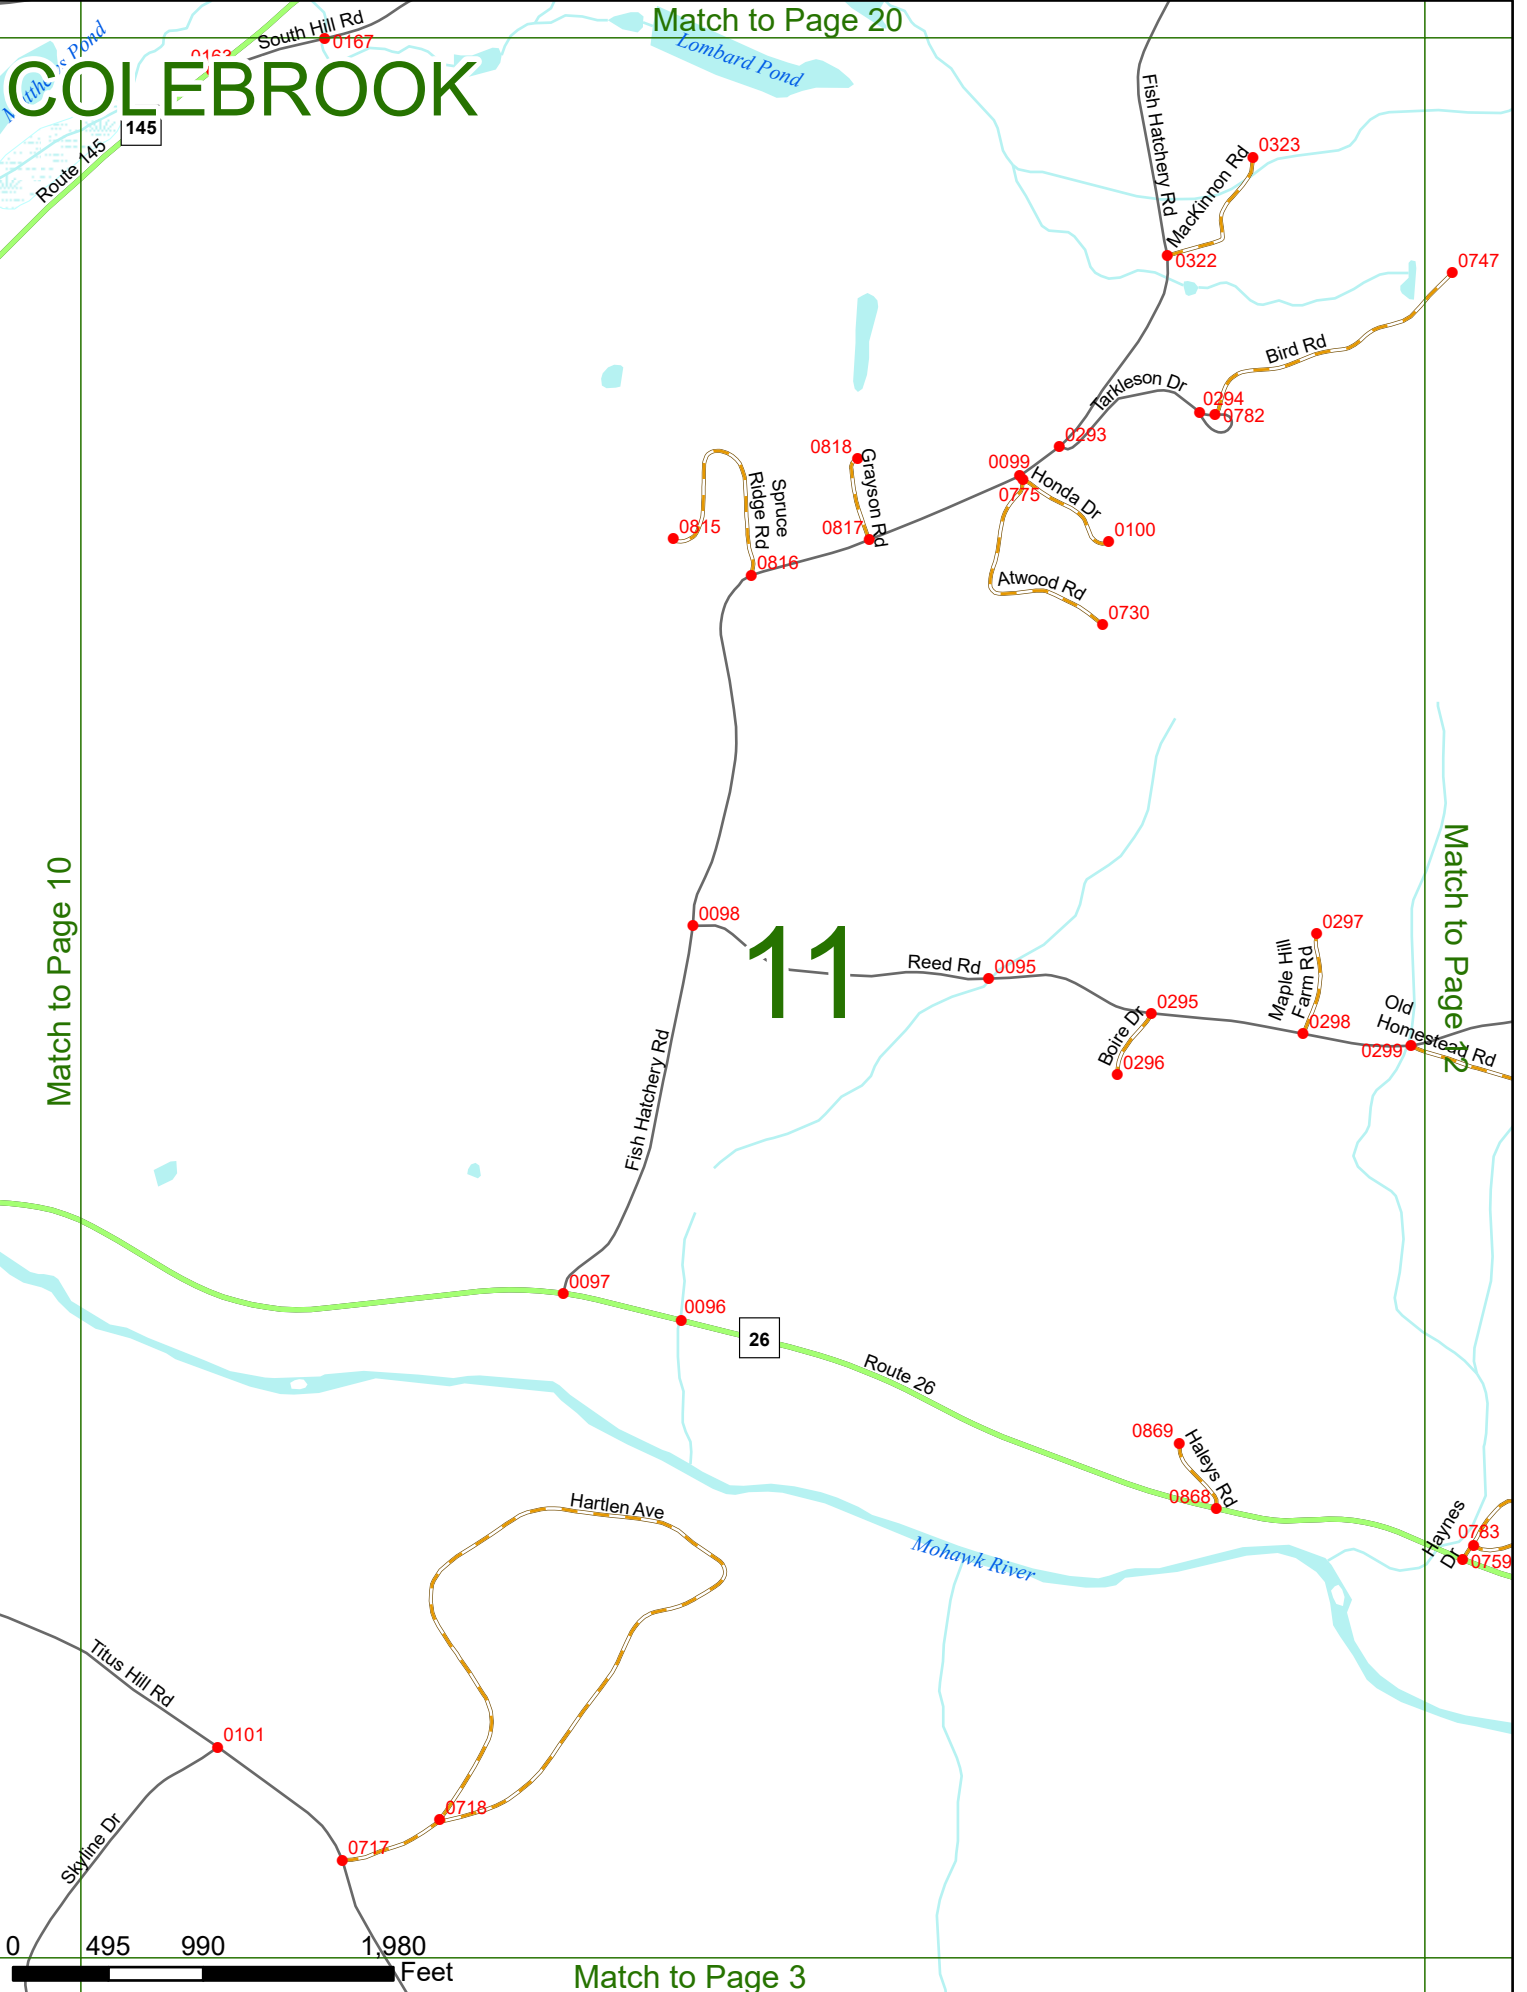 Match to Page 20
South Hill Rd
0167
0163
Matthews Pond
COLEBROOK
Lombard Pond
145
Route 145
Fish Hatchery Rd
MacKinnon Rd
0323
0322
0747
Bird Rd
Tarkleson Dr
0294
0782
0293
0818
Grayson Rd
0099
Honda Dr
0775
Spruce
Ridge Rd
0815
0817
0100
0816
Atwood Rd
0730
Match to Page 10
Match to Page 12
0098
11
0297
Reed Rd
0095
Maple Hill
Farm Rd
0295
Old
Homestead Rd
0298
0299
Boire Dr
0296
Fish Hatchery Rd
0097
0096
26
Route 26
0869
Haleys Rd
0868
Hartlen Ave
Haynes
Dr
0783
0759
Mohawk River
Titus Hill Rd
0101
0718
0717
Skyline Dr
0 495 990 1,980
Feet
Match to Page 3